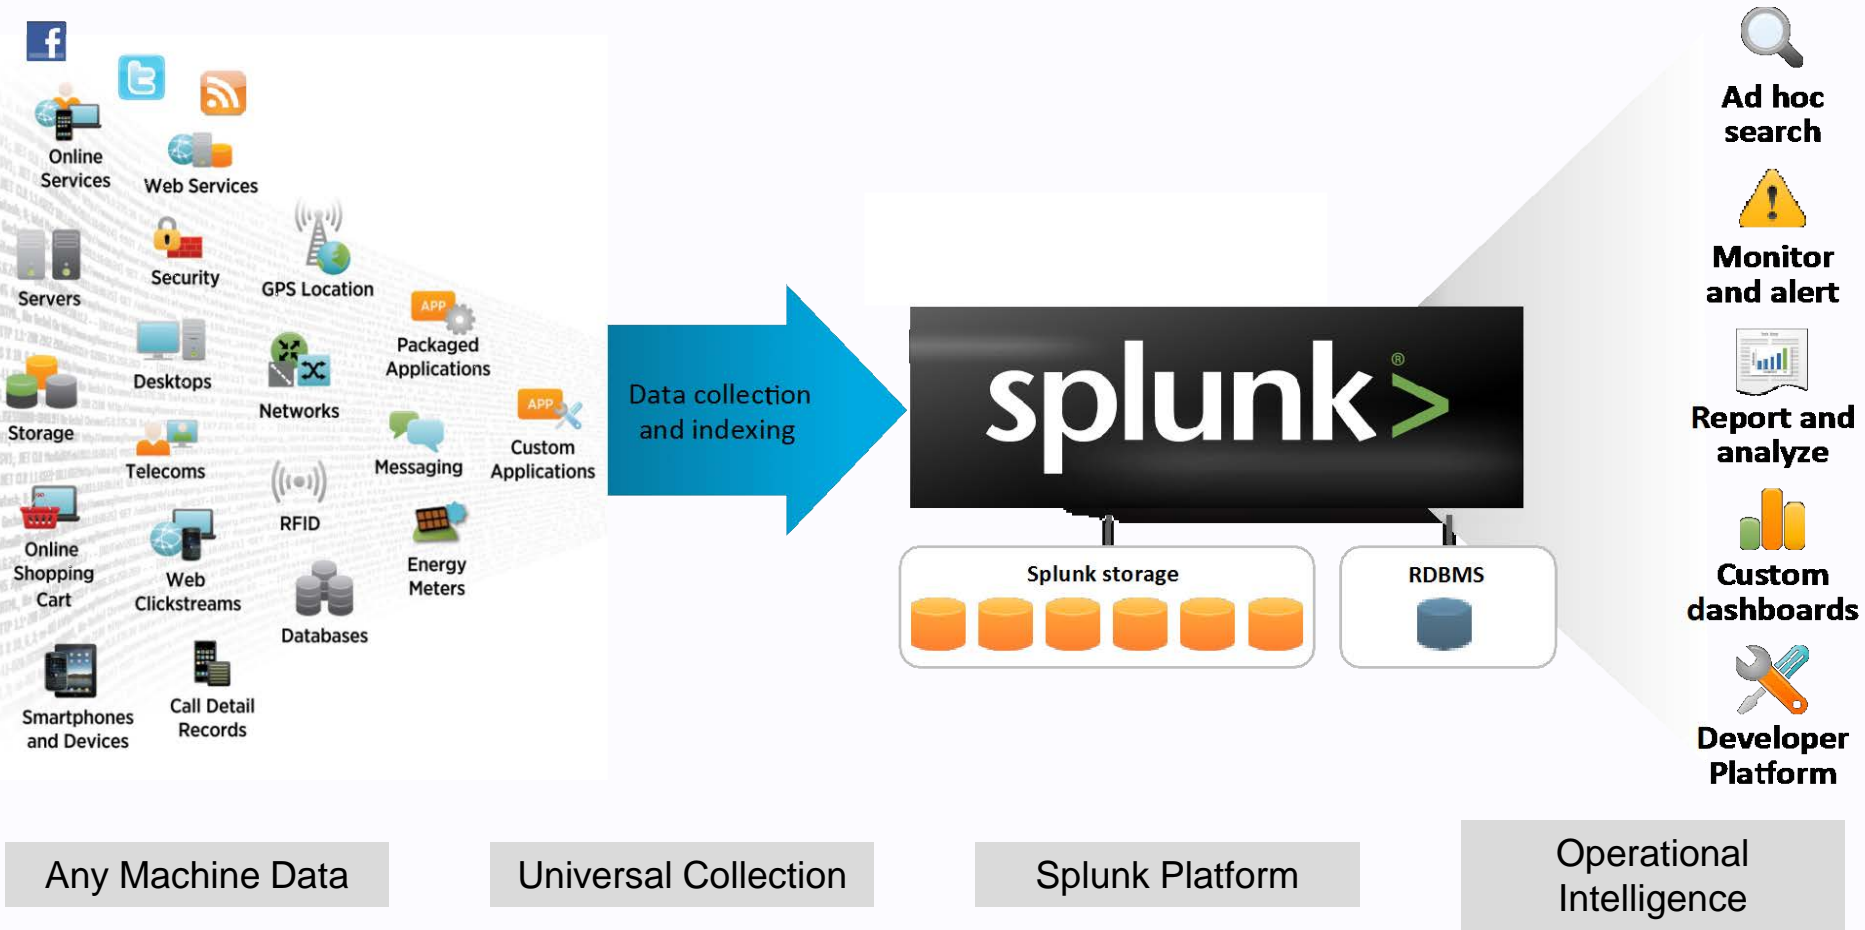 f
Online
Services
Web Services
Servers
Security
GPS Location
APP
Packaged
Applications
Desktops
Networks
Storage
Telecoms
Messaging
APP
Custom
Applications
RFID
Online
Shopping
Cart
Web
Clickstreams
Energy
Meters
Databases
Smartphones
and Devices
Call Detail
Records
Data collection
and indexing
splunk>®
Splunk storage
RDBMS
Ad hoc
search
Monitor
and alert
Report and
analyze
Custom
dashboards
Developer
Platform
Any Machine Data
Universal Collection
Splunk Platform
Operational
Intelligence